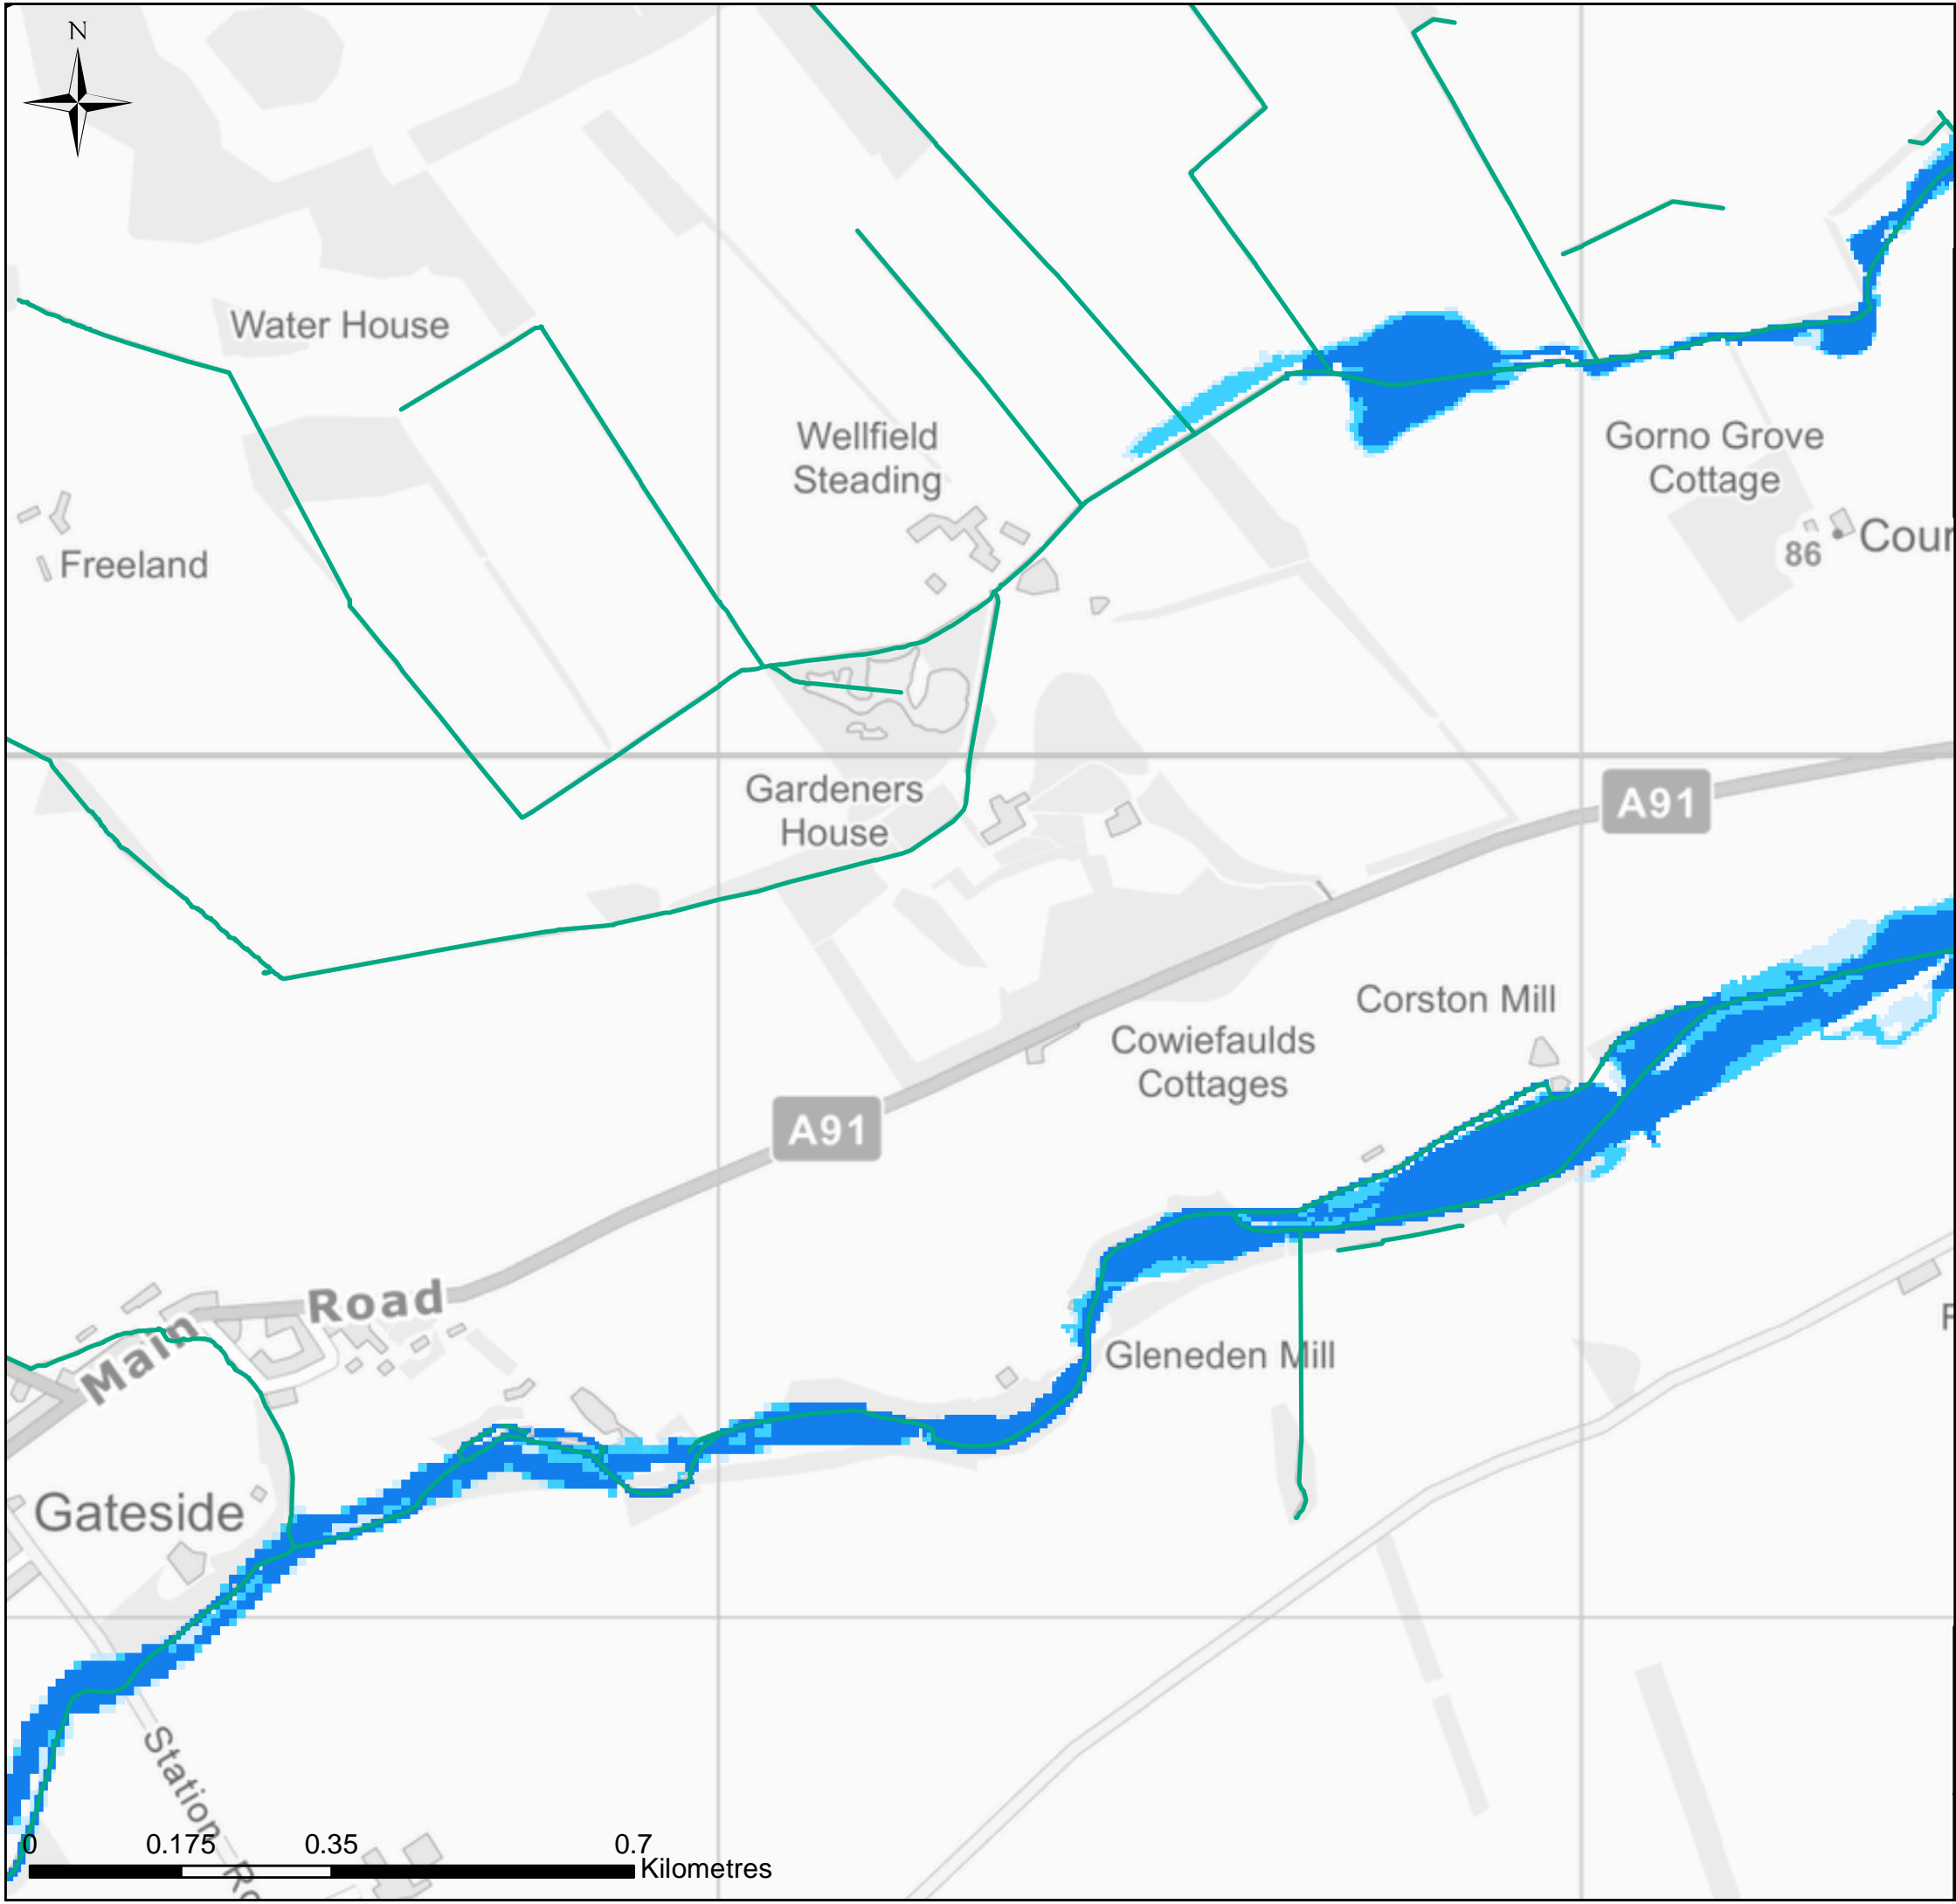 N
Water House
Wellfield
Steading
Gorno Grove
Cottage
86
Freeland
Gardeners
House
A91
Corston Mill
Cowiefaulds
Cottages
A91
Main
Road
Gleneden Mill
Gateside
Station
0
0.175
0.35
0.7
Kilometres